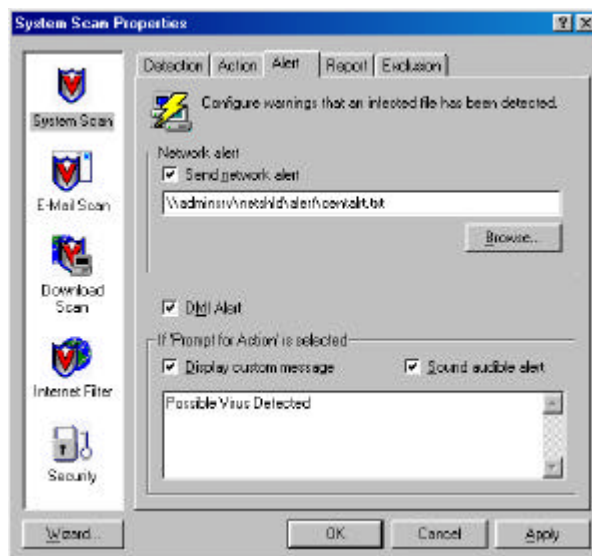 System Scan Properties
Detection
Action
Alert
Report
Exclusion
System Scan
E-Mail Scan
Download Scan
Internet Filter
Security
Configure warnings that an infected file has been detected.
Network alert
Send network alert
\\adminsrv\netshld\alert\centalrt.txt
Browse...
DMI Alert
If 'Prompt for Action' is selected
Display custom message
Sound audible alert
Possible Virus Detected
Wizard...
OK
Cancel
Apply